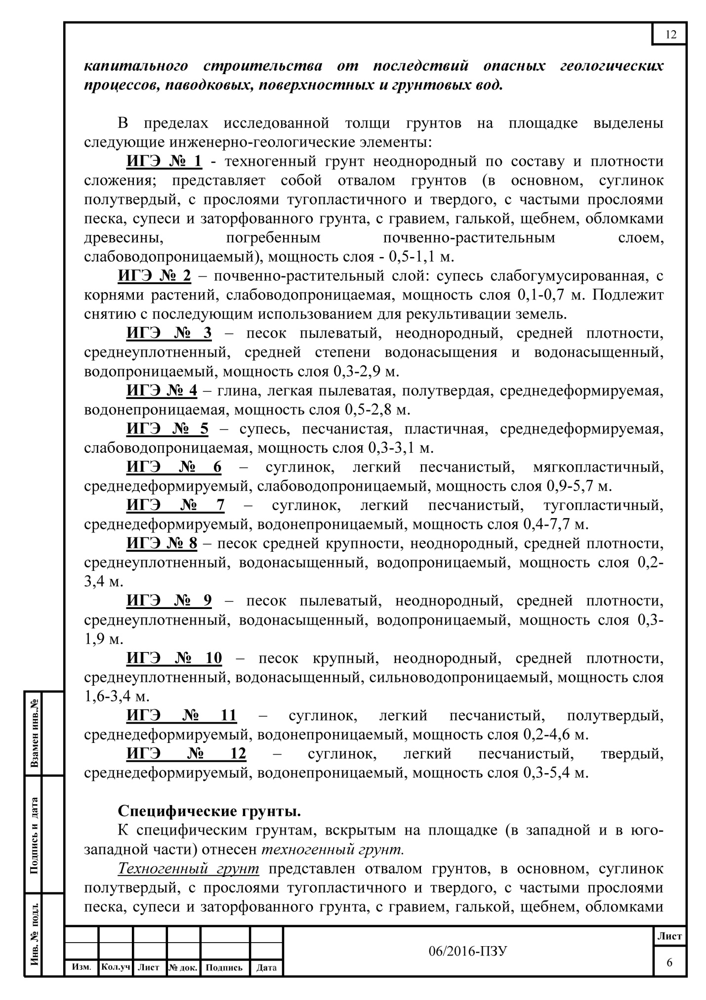 12
капитального строительства от последствий опасных геологических
процессов, паводковых, поверхностных и грунтовых вод.
В пределах исследованной толщи грунтов на площадке выделены
следующие инженерно-геологические элементы:
ИГЭ № 1 - техногенный грунт неоднородный по составу и плотности
сложения; представляет собой отвалом грунтов (в основном, суглинок
полутвердый, с прослоями тугопластичного и твердого, с частыми прослоями
песка, супеси и заторфованного грунта, с гравием, галькой, щебнем, обломками
древесины, погребенным почвенно-растительным слоем,
слабоводопроницаемый), мощность слоя - 0,5-1,1 м.
ИГЭ № 2 – почвенно-растительный слой: супесь слабогумусированная, с
корнями растений, слабоводопроницаемая, мощность слоя 0,1-0,7 м. Подлежит
снятию с последующим использованием для рекультивации земель.
ИГЭ № 3 – песок пылеватый, неоднородный, средней плотности,
среднеуплотненный, средней степени водонасыщения и водонасыщенный,
водопроницаемый, мощность слоя 0,3-2,9 м.
ИГЭ № 4 – глина, легкая пылеватая, полутвердая, среднедеформируемая,
водонепроницаемая, мощность слоя 0,5-2,8 м.
ИГЭ № 5 – супесь, песчанистая, пластичная, среднедеформируемая,
слабоводопроницаемая, мощность слоя 0,3-3,1 м.
ИГЭ № 6 – суглинок, легкий песчанистый, мягкопластичный,
среднедеформируемый, слабоводопроницаемый, мощность слоя 0,9-5,7 м.
ИГЭ № 7 – суглинок, легкий песчанистый, тугопластичный,
среднедеформируемый, водонепроницаемый, мощность слоя 0,4-7,7 м.
ИГЭ № 8 – песок средней крупности, неоднородный, средней плотности,
среднеуплотненный, водонасыщенный, водопроницаемый, мощность слоя 0,2-
3,4 м.
ИГЭ № 9 – песок пылеватый, неоднородный, средней плотности,
среднеуплотненный, водонасыщенный, водопроницаемый, мощность слоя 0,3-
1,9 м.
ИГЭ № 10 – песок крупный, неоднородный, средней плотности,
среднеуплотненный, водонасыщенный, сильноводопроницаемый, мощность слоя
1,6-3,4 м.
ИГЭ № 11 – суглинок, легкий песчанистый, полутвердый,
среднедеформируемый, водонепроницаемый, мощность слоя 0,2-4,6 м.
ИГЭ № 12 – суглинок, легкий песчанистый, твердый,
среднедеформируемый, водонепроницаемый, мощность слоя 0,3-5,4 м.
Специфические грунты.
К специфическим грунтам, вскрытым на площадке (в западной и в юго-
западной части) отнесен техногенный грунт.
Техногенный грунт представлен отвалом грунтов, в основном, суглинок
полутвердый, с прослоями тугопластичного и твердого, с частыми прослоями
песка, супеси и заторфованного грунта, с гравием, галькой, щебнем, обломками
Взамен инв.№
Подпись и дата
Инв. № подл.
Изм. Кол.уч Лист № док. Подпись Дата
06/2016-ПЗУ
Лист
6